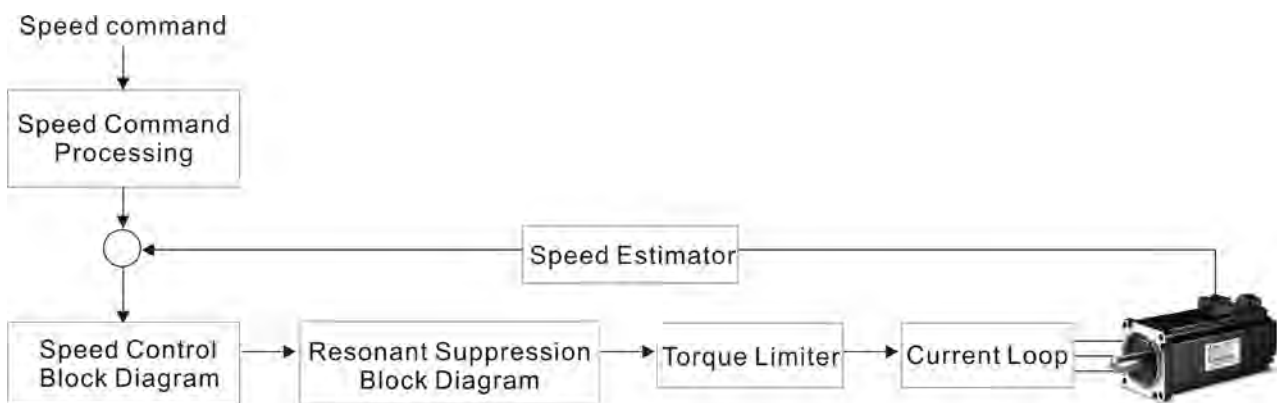 Speed command
Speed Command
Processing
Speed Estimator
Speed Control
Block Diagram
Resonant Suppression
Block Diagram
Torque Limiter
Current Loop